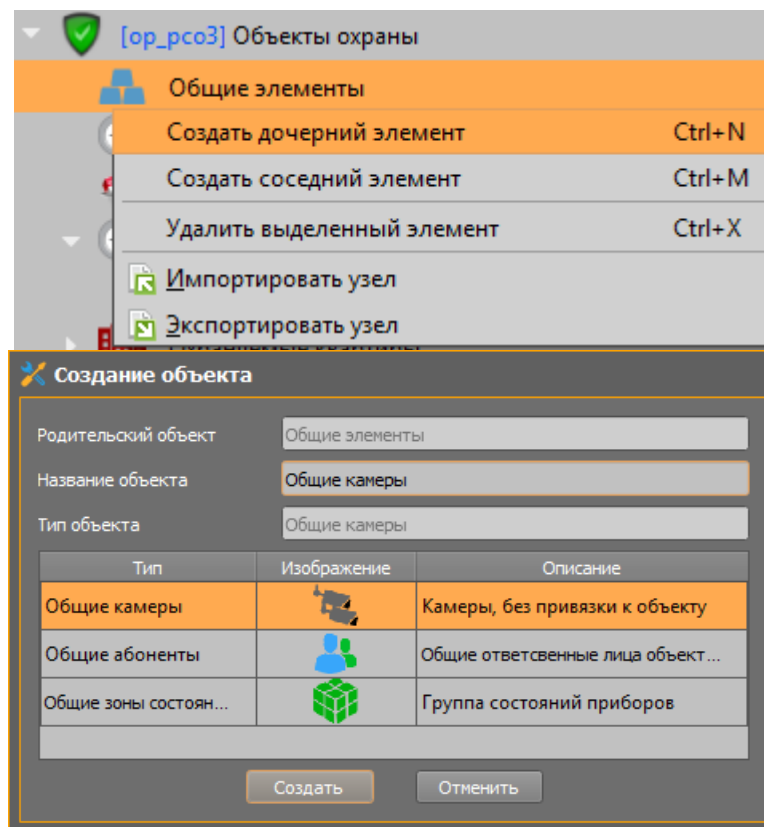 [op_pco3] Объекты охраны
Общие элементы
Создать дочерний элемент Ctrl+N
Создать соседний элемент Ctrl+M
Удалить выделенный элемент Ctrl+X
Импортировать узел
Экспортировать узел
Создание объекта
Родительский объект Общие элементы
Название объекта Общие камеры
Тип объекта Общие камеры
Тип Изображение Описание
Общие камеры Камеры, без привязки к объекту
Общие абоненты Общие ответсвенные лица объект...
Общие зоны состоян... Группа состояний приборов
Создать Отменить